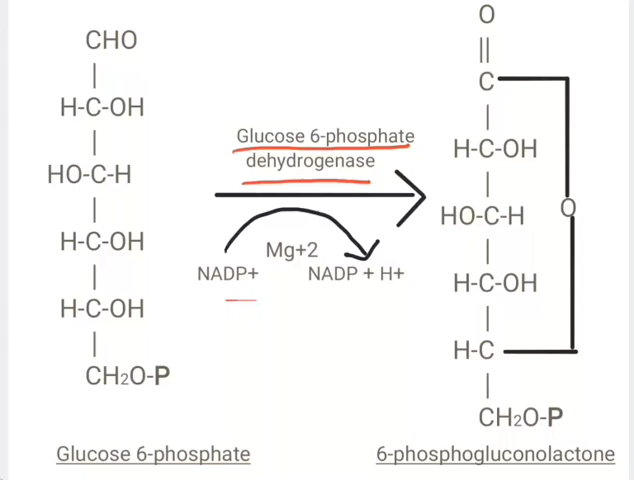 CHO
|
H-C-OH
|
HO-C-H
|
H-C-OH
|
H-C-OH
|
CH₂O-P
Glucose 6-phosphate
Glucose 6-phosphate
dehydrogenase
Mg+2
NADP+
NADP + H+
O
||
C
|
H-C-OH
|
HO-C-H
O
|
H-C-OH
|
H-C
|
CH₂O-P
6-phosphogluconolactone